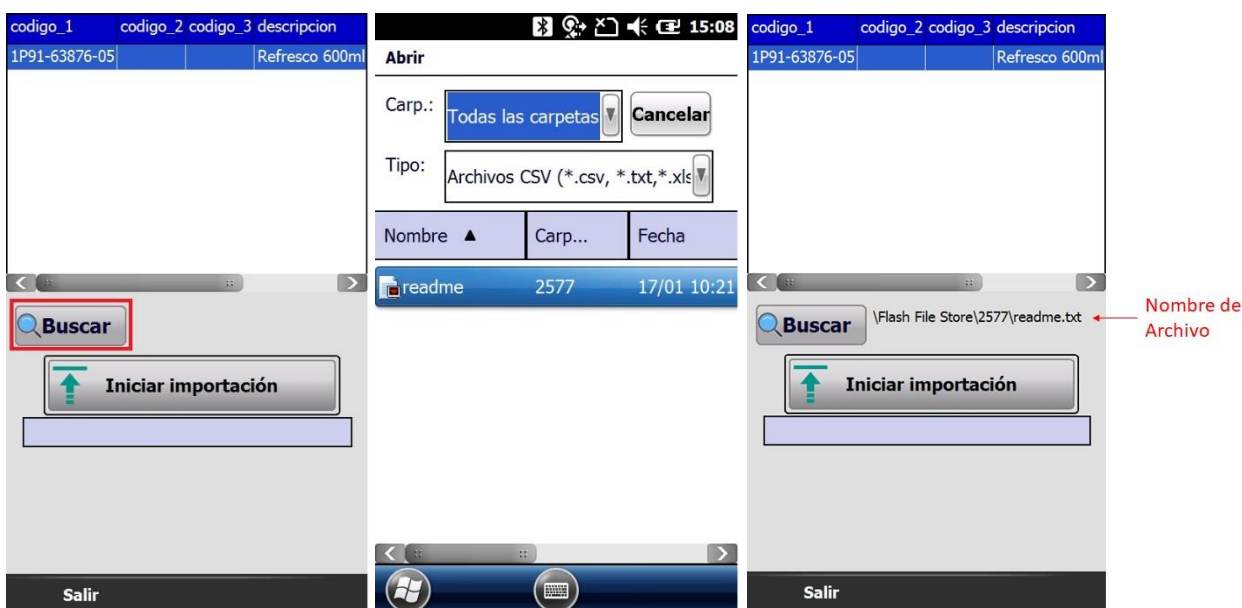 codigo_1 codigo_2 codigo_3 descripcion
1P91-63876-05 Refresco 600ml
Buscar
Iniciar importación
Salir
15:08
Abrir
Carp.: Todas las carpetas Cancelar
Tipo: Archivos CSV (*.csv, *.txt,*.xls
Nombre ▲ Carp... Fecha
readme 2577 17/01 10:21
codigo_1 codigo_2 codigo_3 descripcion
1P91-63876-05 Refresco 600ml
Buscar \Flash File Store\2577\readme.txt
Iniciar importación
Salir
Nombre de
Archivo